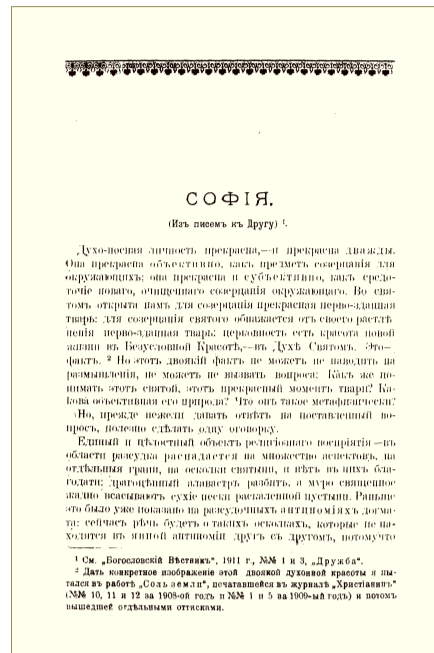 СОФІЯ.
(Изъ писемъ къ Другу) ¹.
Духо-носная личность прекрасна,—и прекрасна дважды.
Она прекрасна объективно, какъ предметъ созерцанія для
окружающихъ; она прекрасна и субъективно, какъ средо-
точіе новаго, очищеннаго созерцанія окружающаго. Во свя-
томъ открыта намъ для созерцанія прекрасная перво-зданная
тварь: для созерцанія святого обнажается отъ своего растлѣ-
ненія перво-зданная тварь: церковность есть красота новой
жизни въ Безусловной Красотѣ,—въ Духѣ Святомъ. Это—
фактъ. ² Но этотъ двоякій фактъ не можетъ не наводить на
размышленія, не можетъ не вызвать вопроса: Какъ же по-
нимать этотъ святой, этотъ прекрасный моментъ твари? Ка-
кова объективная его природа? Что онъ такое метафизически?
Но, прежде нежели давать отвѣтъ на поставленный во-
просъ, полезно сдѣлать одну оговорку.
Единый и цѣлостный объектъ религіознаго воспріятія—въ
области разсудка распадается на множество аспектовъ, на
отдѣльныя грани, на осколки святыни, и нѣтъ въ нихъ бла-
годати: драгоцѣнный алавастръ разбитъ, а мѵро священное
жадно всасываютъ сухіе пески раскаленной пустыни. Раньше
это было уже показано на разсудочныхъ антиноміяхъ догма-
та: сейчасъ рѣчь будетъ о такихъ осколкахъ, которые не на-
ходятся въ явной антиноміи другъ съ другомъ, потому что
¹ См. „Богословскій Вѣстникъ“, 1911 г., №№ 1 и 3, „Дружба“.
² Дать конкретное изображеніе этой двоякой духовной красоты я пы-
тался въ работѣ „Соль земли“, печатавшейся въ журналѣ „Христіанинъ“
(№№ 10, 11 и 12 за 1908-ой годъ и №№ 1 и 5 за 1909-ый годъ) и потомъ
вышедшей отдѣльными оттисками.